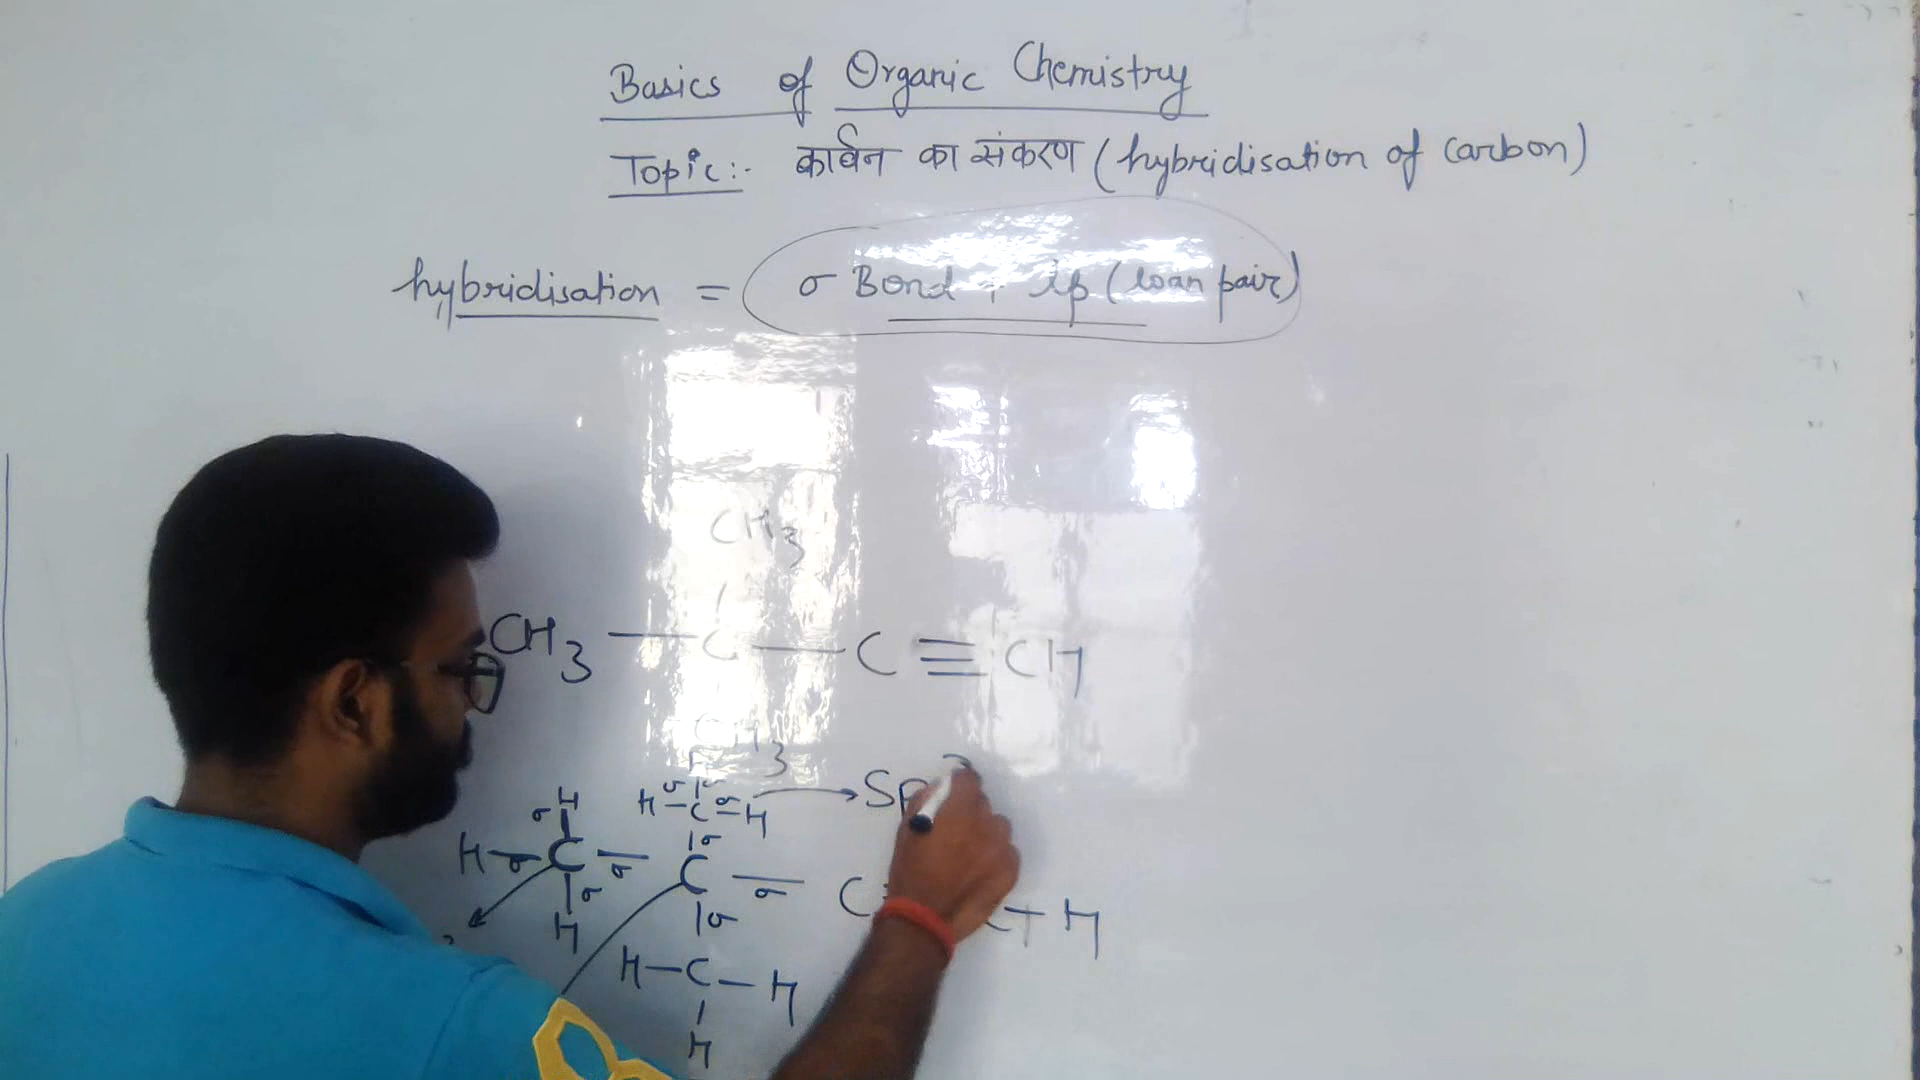 Basics of Organic Chemistry
Topic:- कार्बन का संकरण (hybridisation of carbon)
hybridisation = σ Bond + lp (loan pair)
CH3
CH3 — C — C ≡ CH
CH3
H
σ H σ H — C — H → Sp
H — C — C — C H
σ σ σ σ
H σ
H — C — H
H